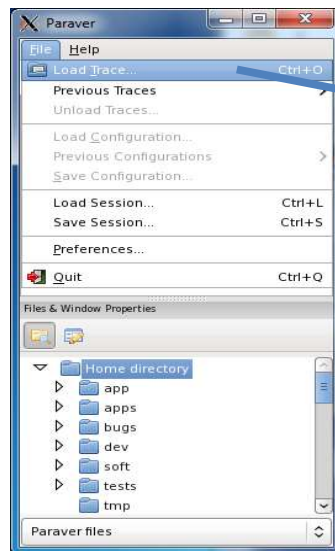 Paraver
File Help
Load Trace... Ctrl+O
Previous Traces
Unload Traces...
Load Configuration...
Previous Configurations
Save Configuration...
Load Session... Ctrl+L
Save Session... Ctrl+S
Preferences...
Quit Ctrl+Q
Files & Window Properties
Home directory
app
apps
bugs
dev
soft
tests
tmp
Paraver files